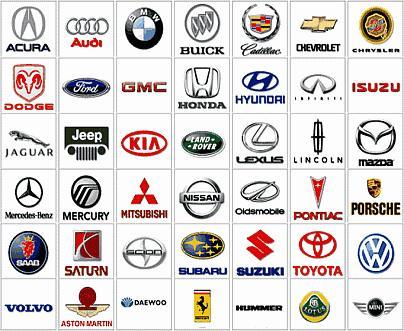 ACURA
Audi
BMW
BUICK
Cadillac
CHEVROLET
CHRYSLER
DODGE
Ford
GMC
HONDA
HYUNDAI
INFINITI
ISUZU
JAGUAR
Jeep
KIA
LAND ROVER
LEXUS
LINCOLN
mazda
Mercedes-Benz
MERCURY
MITSUBISHI
NISSAN
Oldsmobile
PONTIAC
PORSCHE
SAAB
SATURN
SCION
SUBARU
SUZUKI
TOYOTA
VOLVO
ASTON MARTIN
DAEWOO
HUMMER
LOTUS
MINI